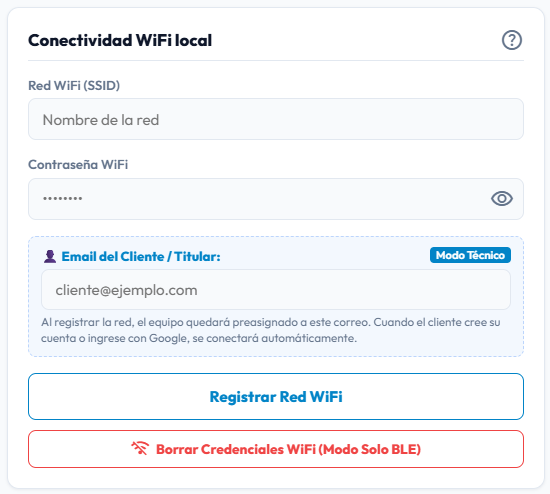 Conectividad WiFi local
Red WiFi (SSID)
Nombre de la red
Contraseña WiFi
••••••••
Email del Cliente / Titular:
Modo Técnico
cliente@ejemplo.com
Al registrar la red, el equipo quedará preasignado a este correo. Cuando el cliente cree su
cuenta o ingrese con Google, se conectará automáticamente.
Registrar Red WiFi
Borrar Credenciales WiFi (Modo Solo BLE)